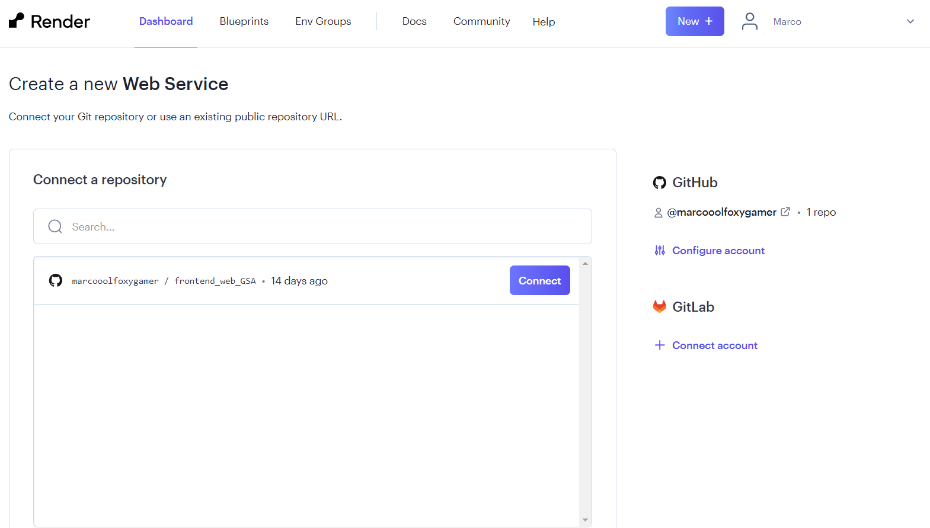 Render Dashboard Blueprints Env Groups Docs Community Help New + Marco
Create a new Web Service
Connect your Git repository or use an existing public repository URL.
Connect a repository
Search...
marcooolfoxygamer / frontend_web_GSA • 14 days ago Connect
GitHub
@marcooolfoxygamer • 1 repo
Configure account
GitLab
+ Connect account